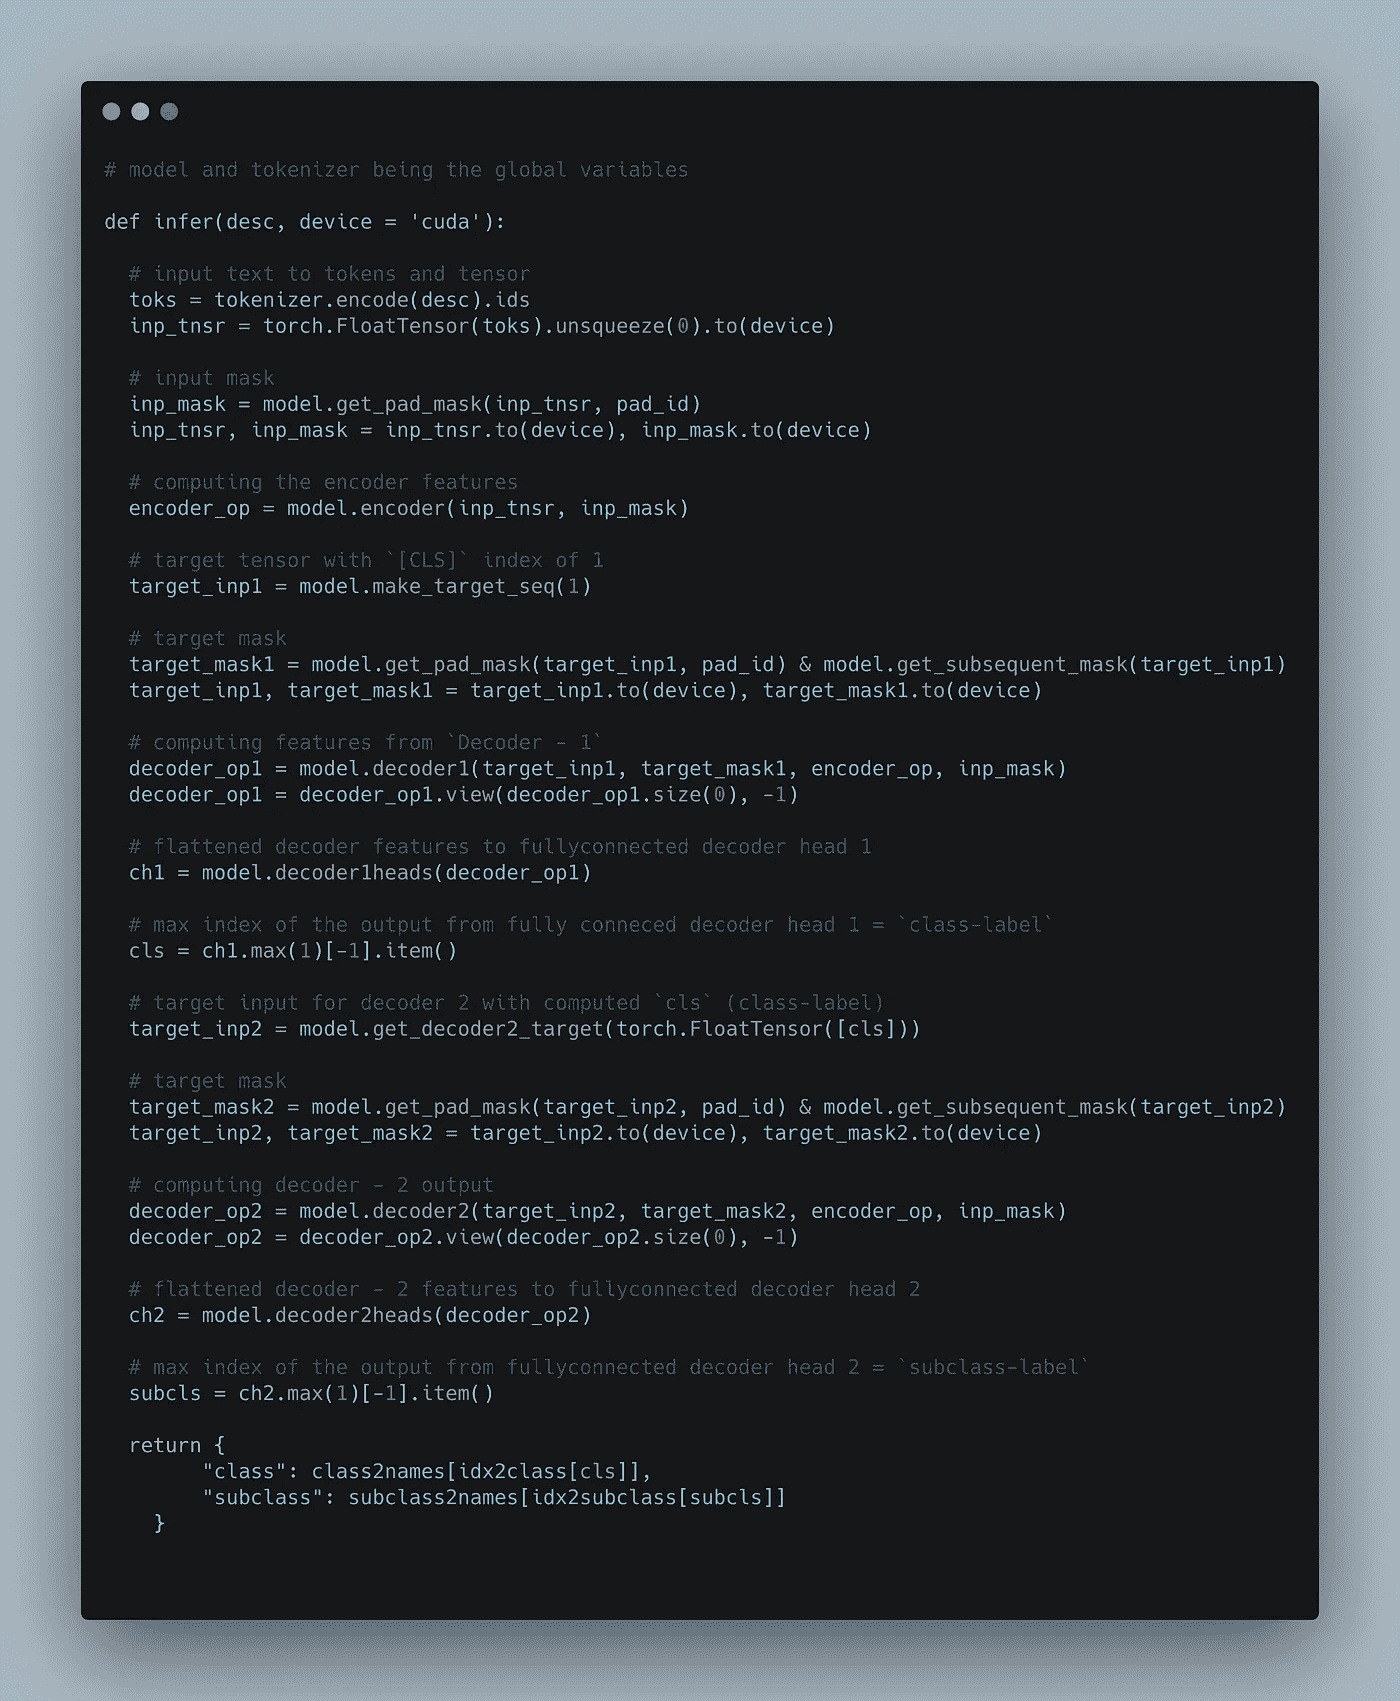 # model and tokenizer being the global variables
def infer(desc, device = 'cuda'):
# input text to tokens and tensor
toks = tokenizer.encode(desc).ids
inp_tnsr = torch.FloatTensor(toks).unsqueeze(0).to(device)
# input mask
inp_mask = model.get_pad_mask(inp_tnsr, pad_id)
inp_tnsr, inp_mask = inp_tnsr.to(device), inp_mask.to(device)
# computing the encoder features
encoder_op = model.encoder(inp_tnsr, inp_mask)
# target tensor with `[CLS]` index of 1
target_inp1 = model.make_target_seq(1)
# target mask
target_mask1 = model.get_pad_mask(target_inp1, pad_id) & model.get_subsequent_mask(target_inp1)
target_inp1, target_mask1 = target_inp1.to(device), target_mask1.to(device)
# computing features from `Decoder - 1`
decoder_op1 = model.decoder1(target_inp1, target_mask1, encoder_op, inp_mask)
decoder_op1 = decoder_op1.view(decoder_op1.size(0), -1)
# flattened decoder features to fullyconnected decoder head 1
ch1 = model.decoder1heads(decoder_op1)
# max index of the output from fully conneced decoder head 1 = `class-label`
cls = ch1.max(1)[-1].item()
# target input for decoder 2 with computed `cls` (class-label)
target_inp2 = model.get_decoder2_target(torch.FloatTensor([cls]))
# target mask
target_mask2 = model.get_pad_mask(target_inp2, pad_id) & model.get_subsequent_mask(target_inp2)
target_inp2, target_mask2 = target_inp2.to(device), target_mask2.to(device)
# computing decoder - 2 output
decoder_op2 = model.decoder2(target_inp2, target_mask2, encoder_op, inp_mask)
decoder_op2 = decoder_op2.view(decoder_op2.size(0), -1)
# flattened decoder - 2 features to fullyconnected decoder head 2
ch2 = model.decoder2heads(decoder_op2)
# max index of the output from fullyconnected decoder head 2 = `subclass-label`
subcls = ch2.max(1)[-1].item()
return {
"class": class2names[idx2class[cls]],
"subclass": subclass2names[idx2subclass[subcls]]
}